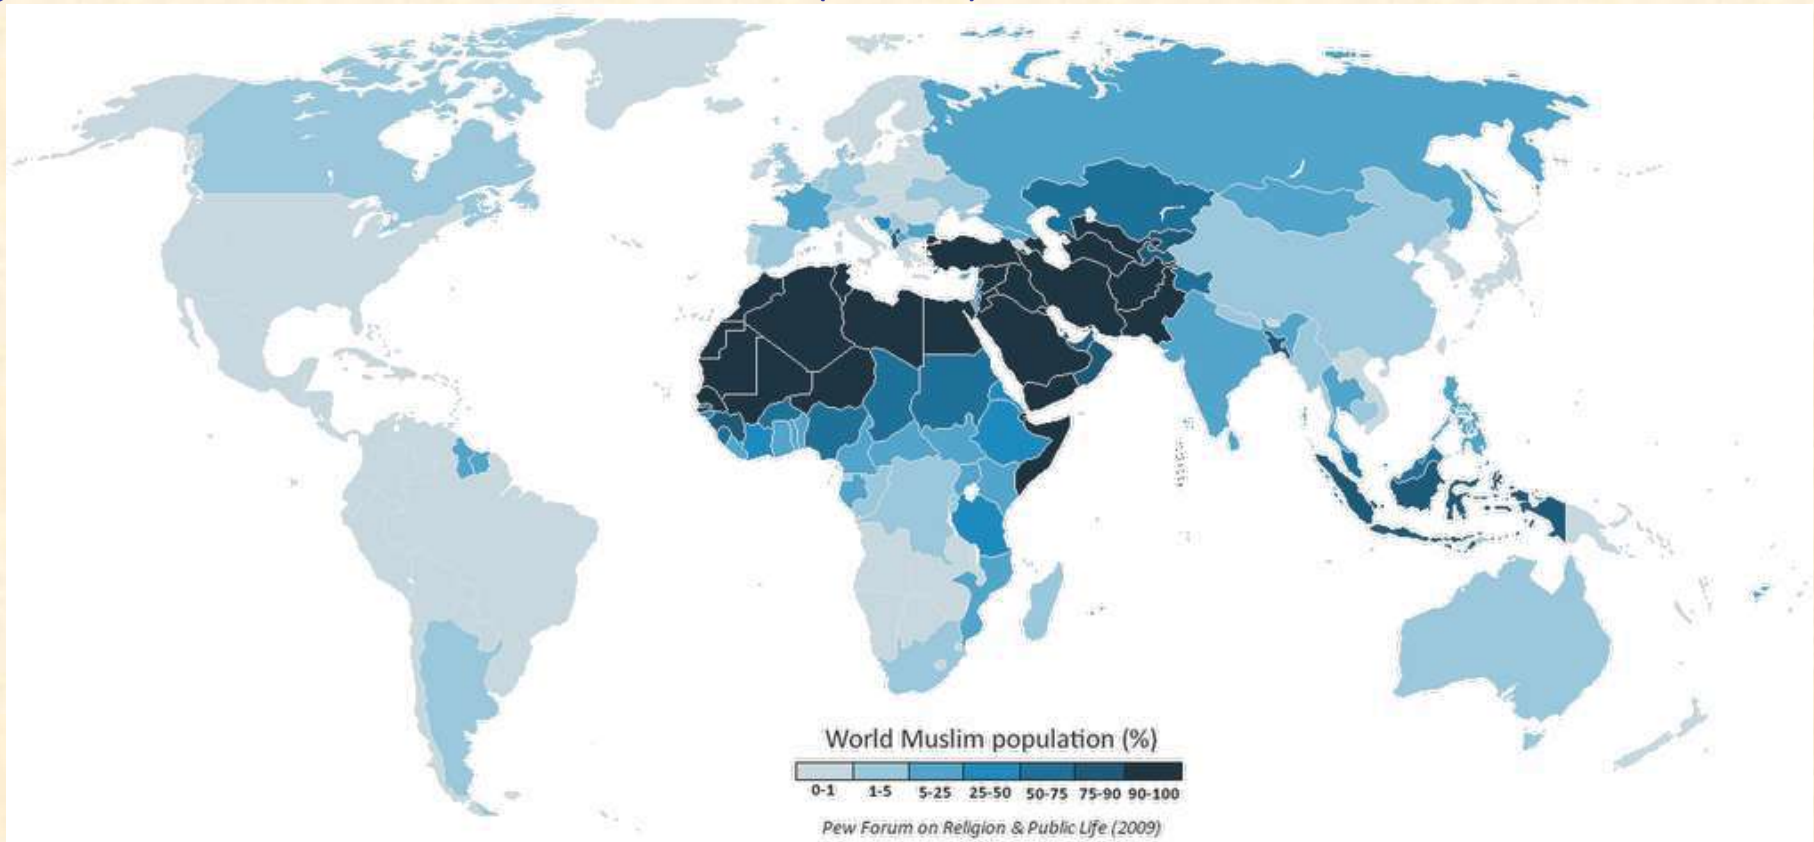 World Muslim population (%)
0-1 1-5 5-25 25-50 50-75 75-90 90-100
Pew Forum on Religion & Public Life (2009)